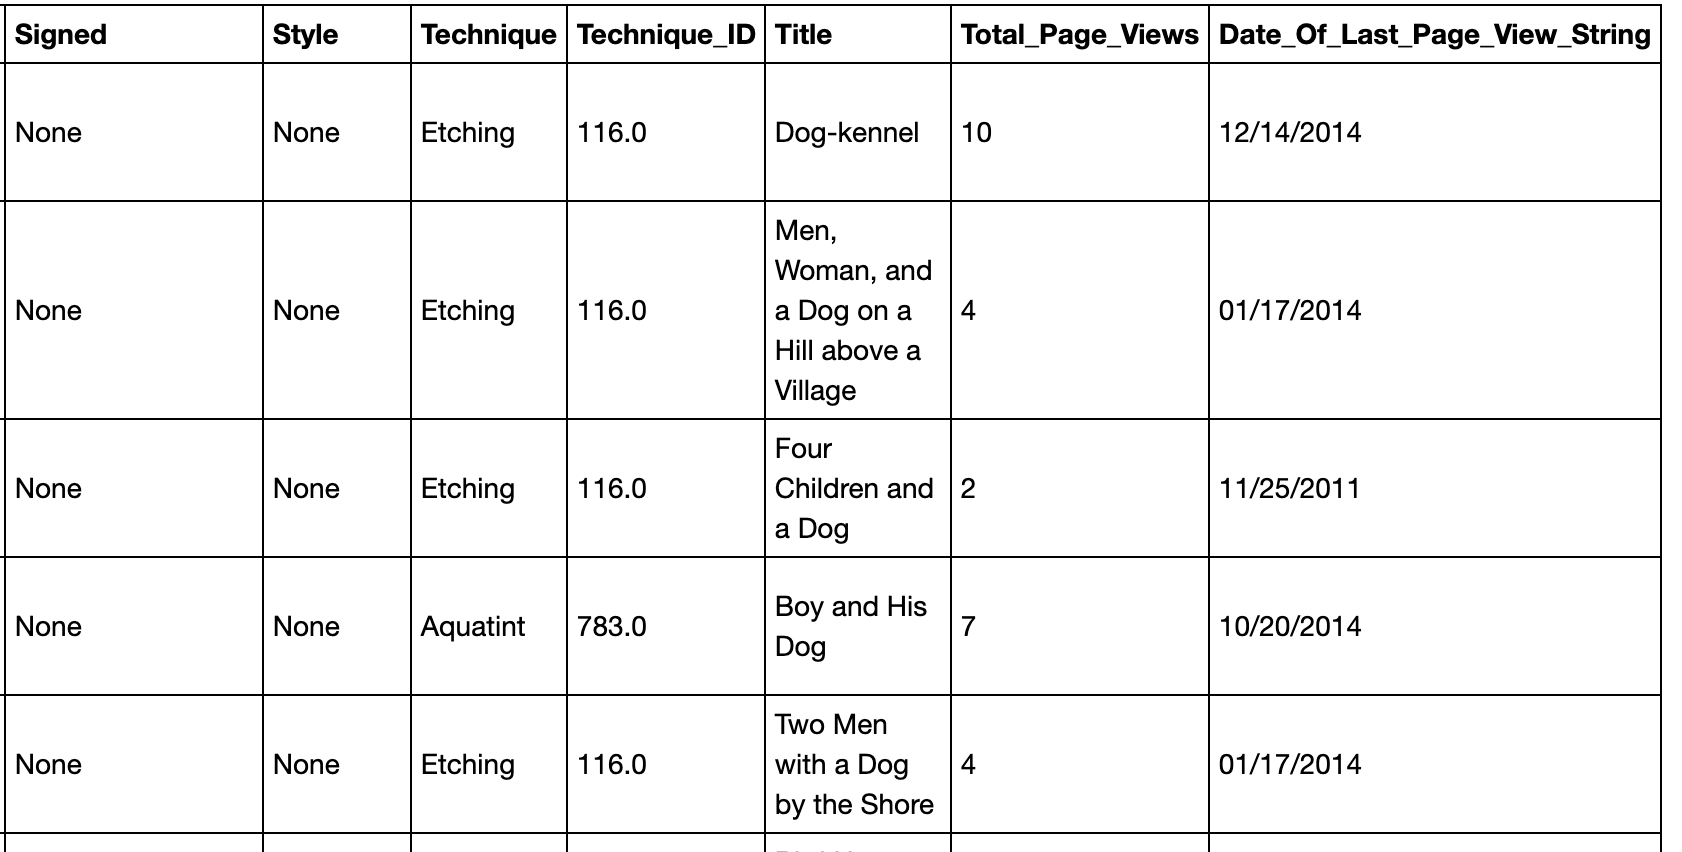 Signed Style Technique Technique_ID Title Total_Page_Views Date_Of_Last_Page_View_String
None None Etching 116.0 Dog-kennel 10 12/14/2014
Men,
Woman, and
None None Etching 116.0 a Dog on a 4 01/17/2014
Hill above a
Village
Four
None None Etching 116.0 Children and 2 11/25/2011
a Dog
None None Aquatint 783.0 Boy and His 7 10/20/2014
Dog
Two Men
None None Etching 116.0 with a Dog 4 01/17/2014
by the Shore